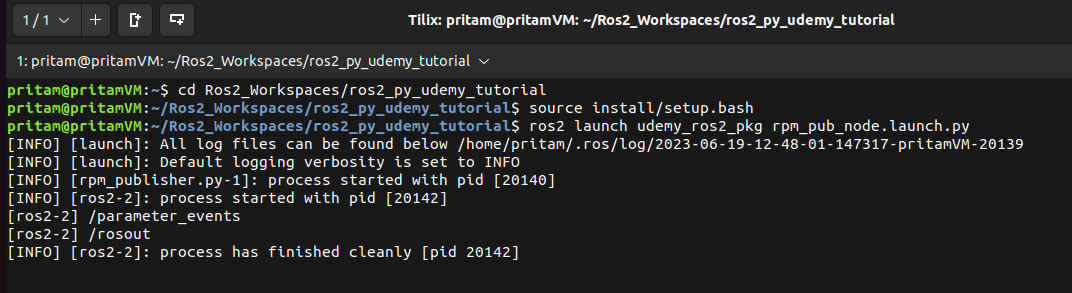 1 / 1
Tilix: pritam@pritamVM: ~/Ros2_Workspaces/ros2_py_udemy_tutorial
1: pritam@pritamVM: ~/Ros2_Workspaces/ros2_py_udemy_tutorial
pritam@pritamVM:~$ cd Ros2_Workspaces/ros2_py_udemy_tutorial
pritam@pritamVM:~/Ros2_Workspaces/ros2_py_udemy_tutorial$ source install/setup.bash
pritam@pritamVM:~/Ros2_Workspaces/ros2_py_udemy_tutorial$ ros2 launch udemy_ros2_pkg rpm_pub_node.launch.py
[INFO] [launch]: All log files can be found below /home/pritam/.ros/log/2023-06-19-12-48-01-147317-pritamVM-20139
[INFO] [launch]: Default logging verbosity is set to INFO
[INFO] [rpm_publisher.py-1]: process started with pid [20140]
[INFO] [ros2-2]: process started with pid [20142]
[ros2-2] /parameter_events
[ros2-2] /rosout
[INFO] [ros2-2]: process has finished cleanly [pid 20142]